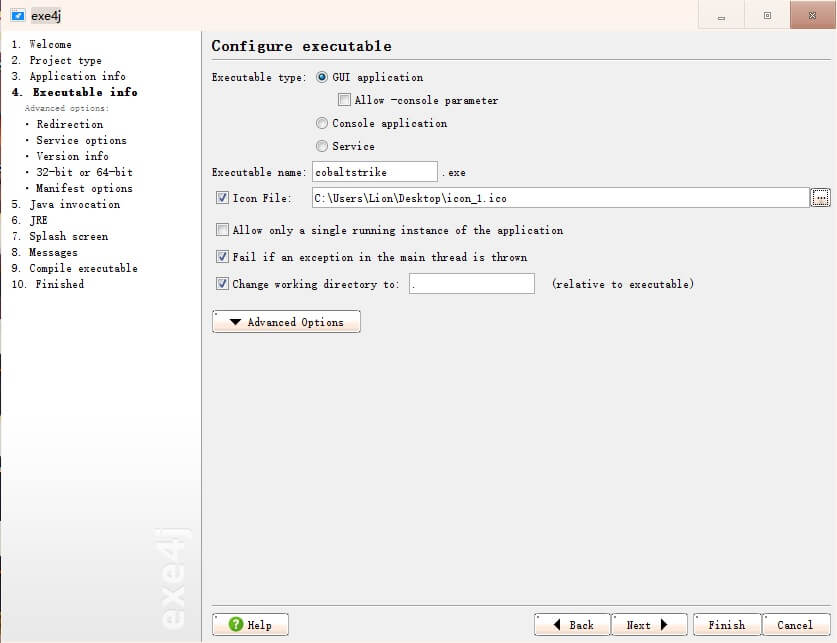 exe4j
1. Welcome
2. Project type
3. Application info
4. Executable info
Advanced options:
· Redirection
· Service options
· Version info
· 32-bit or 64-bit
· Manifest options
5. Java invocation
6. JRE
7. Splash screen
8. Messages
9. Compile executable
10. Finished
exe4j
Configure executable
Executable type: GUI application
Allow -console parameter
Console application
Service
Executable name: cobaltstrike .exe
Icon File: C:\Users\Lion\Desktop\icon_1.ico ...
Allow only a single running instance of the application
Fail if an exception in the main thread is thrown
Change working directory to: . (relative to executable)
Advanced Options
Help Back Next Finish Cancel